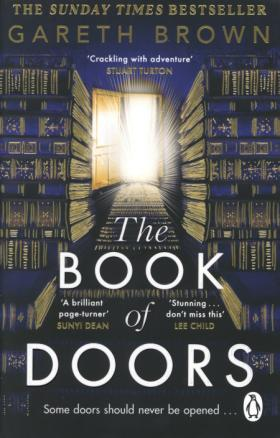 THE SUNDAY TIMES BESTSELLER
GARETH BROWN
‘Crackling with adventure’
STUART TURTON
The
BOOK
of
DOORS
‘A brilliant
page-turner’
SUNYI DEAN
‘Stunning . . .
don’t miss this’
LEE CHILD
Some doors should never be opened . . .